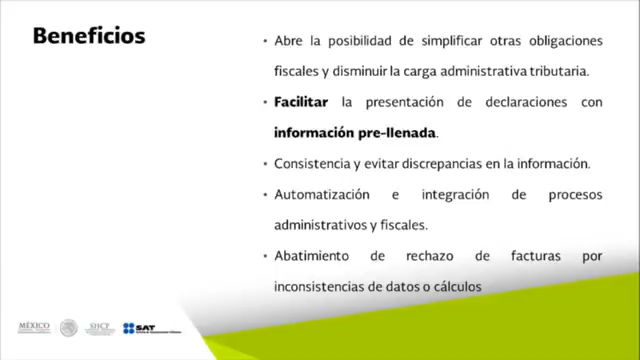 Beneficios
• Abre la posibilidad de simplificar otras obligaciones
fiscales y disminuir la carga administrativa tributaria.
• Facilitar la presentación de declaraciones con
información pre-llenada.
• Consistencia y evitar discrepancias en la información.
• Automatización e integración de procesos
administrativos y fiscales.
• Abatimiento de rechazo de facturas por
inconsistencias de datos o cálculos
MÉXICO
SHCP
SAT